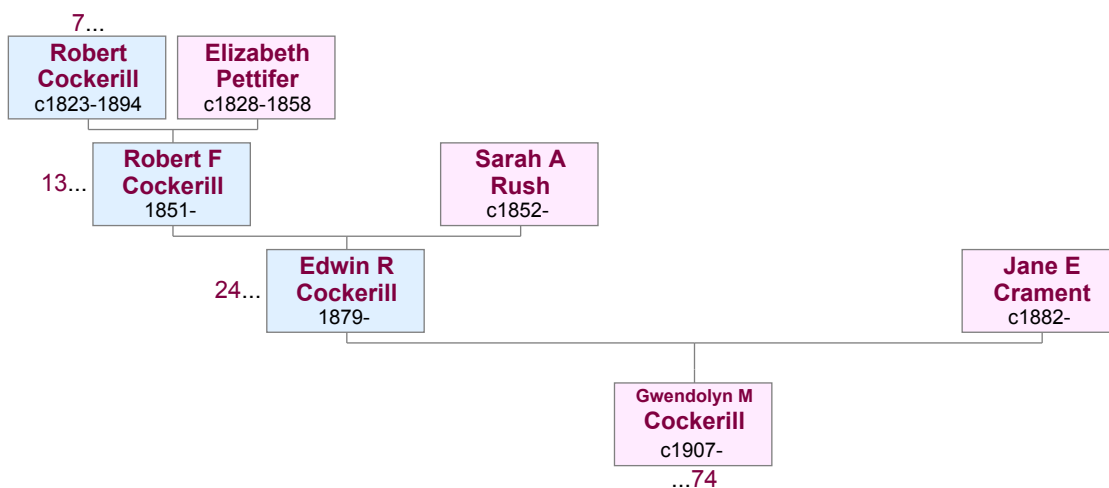 7...
Robert
Cockerill
c1823-1894
Elizabeth
Pettifer
c1828-1858
13...
Robert F
Cockerill
1851-
Sarah A
Rush
c1852-
24...
Edwin R
Cockerill
1879-
Jane E
Crament
c1882-
Gwendolyn M
Cockerill
c1907-
...74